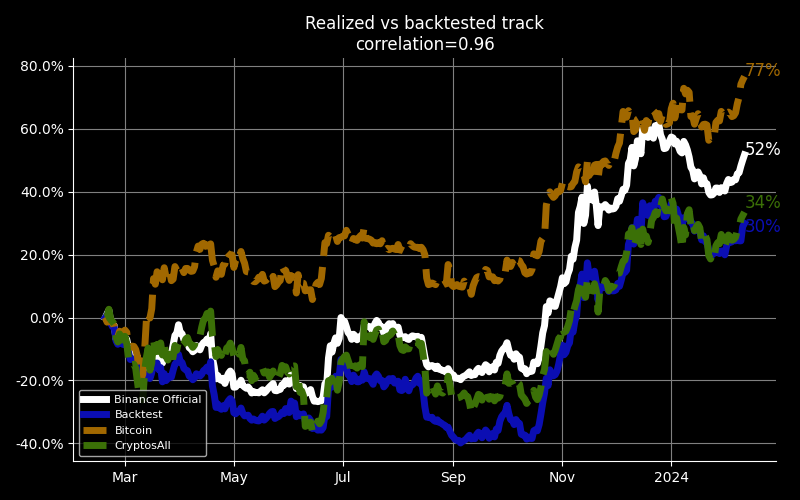 Realized vs backtested track
correlation=0.96
80.0%
60.0%
40.0%
20.0%
0.0%
-20.0%
-40.0%
77%
52%
34%
30%
Binance Official
Backtest
Bitcoin
CryptosAll
Mar
May
Jul
Sep
Nov
2024